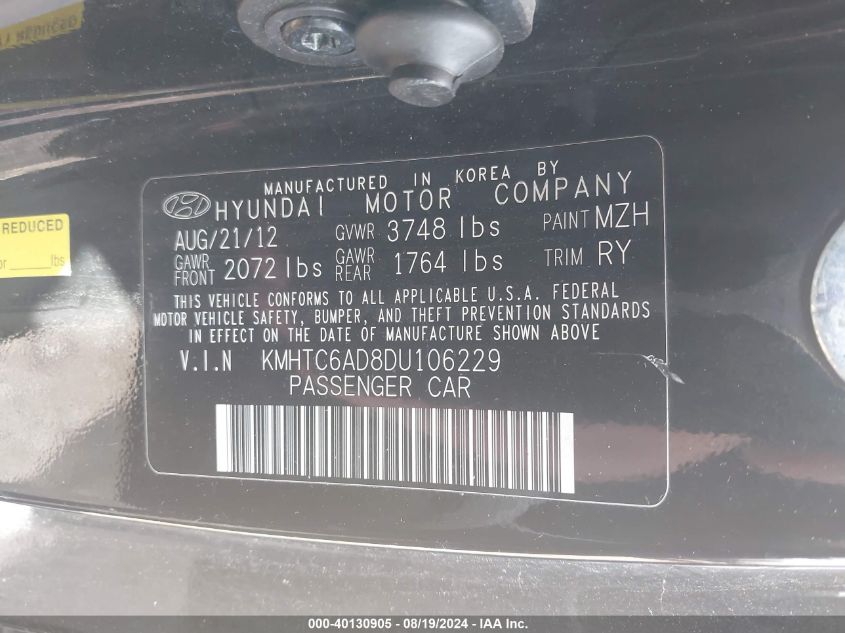 REDUCED
lbs
MANUFACTURED IN KOREA BY
HYUNDAI MOTOR COMPANY
AUG/21/12 GVWR 3748 lbs PAINT MZH
GAWR FRONT 2072 lbs GAWR REAR 1764 lbs TRIM RY
THIS VEHICLE CONFORMS TO ALL APPLICABLE U.S.A. FEDERAL
MOTOR VEHICLE SAFETY, BUMPER, AND THEFT PREVENTION STANDARDS
IN EFFECT ON THE DATE OF MANUFACTURE SHOWN ABOVE
V.I.N KMHTC6AD8DU106229
PASSENGER CAR
000-40130905 - 08/19/2024 - IAA Inc.